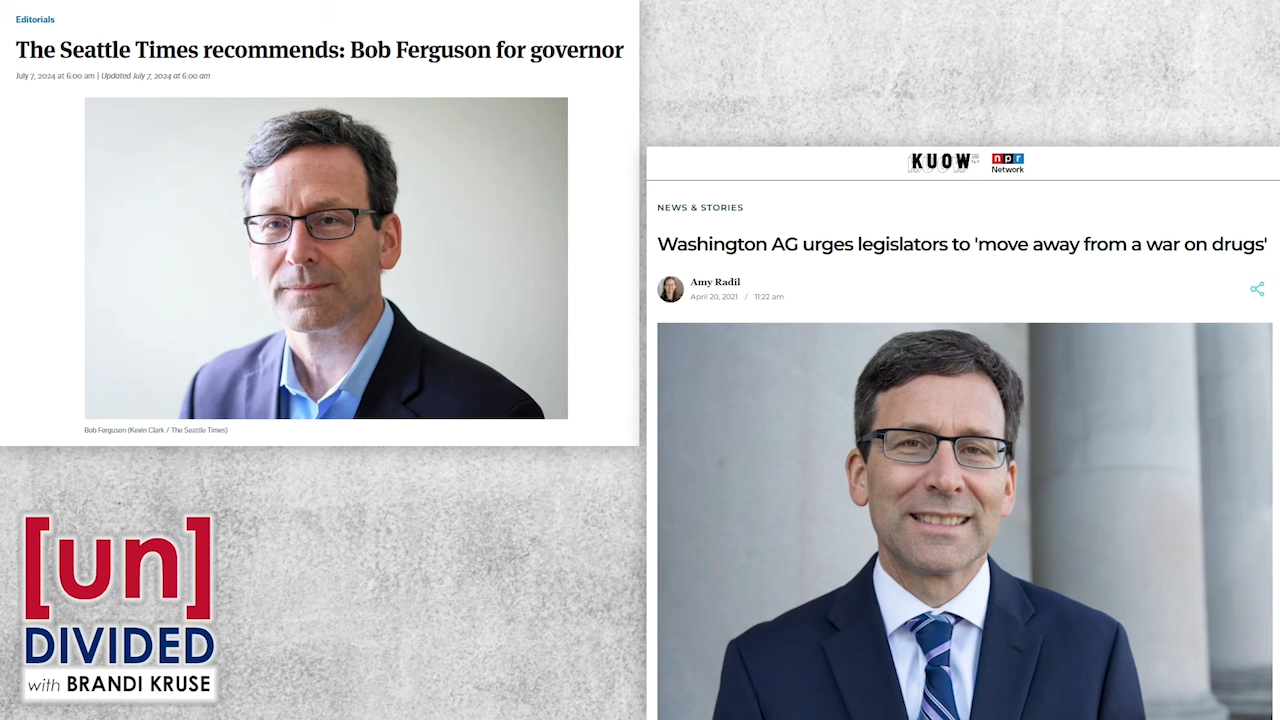 Editorials
The Seattle Times recommends: Bob Ferguson for governor
July 7, 2024 at 6:00 am | Updated July 7, 2024 at 6:00 am
Bob Ferguson (Kevin Clark / The Seattle Times)
KUOW
npr
Network
NEWS & STORIES
Washington AG urges legislators to 'move away from a war on drugs'
Amy Radil
April 20, 2021 / 11:22 am
[un]
DIVIDED
with BRANDI KRUSE